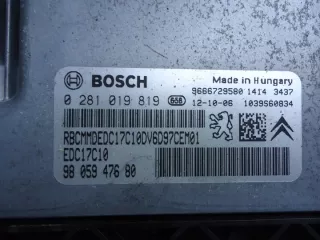 BOSCH
Made in Hungary
0 281 019 819 668
9666729580 1414 3437
12-10-06 1039S60834
RBCMMDEDC17C10DV6D97CEM01
EDC17C10
98 059 476 80